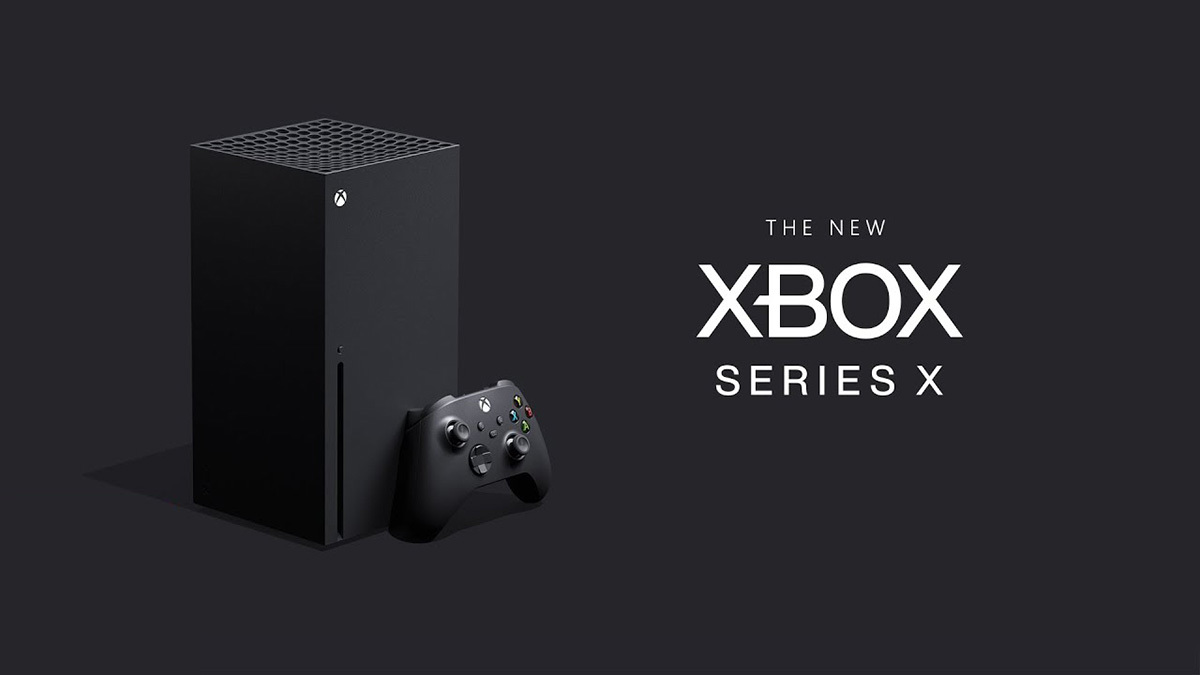 THE NEW
XBOX
SERIES X